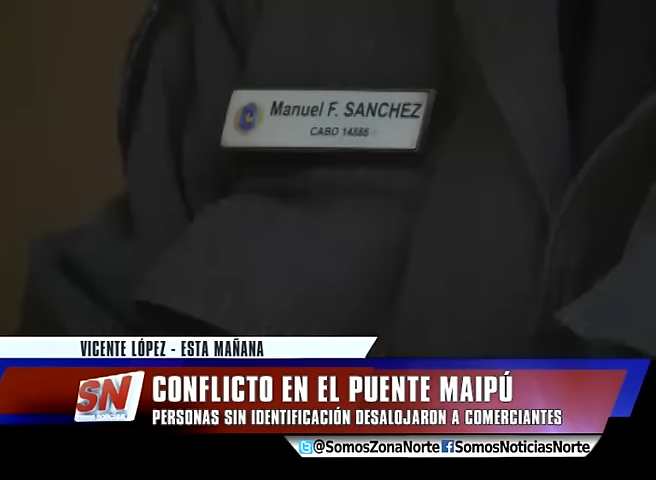 Manuel F. SANCHEZ
CABO 14886
VICENTE LÓPEZ - ESTA MAÑANA
SN
CONFLICTO EN EL PUENTE MAIPÚ
PERSONAS SIN IDENTIFICACIÓN DESALOJARON A COMERCIANTES
@SomosZonaNorte SomosNoticiasNorte